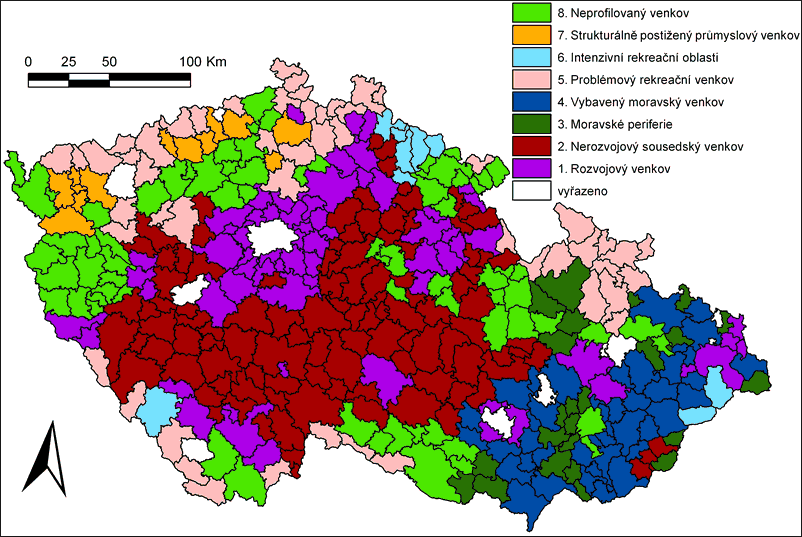 8. Neprofilovaný venkov
7. Strukturálně postižený průmyslový venkov
6. Intenzivní rekreační oblasti
5. Problémový rekreační venkov
4. Vybavený moravský venkov
3. Moravské periferie
2. Nerozvojový sousedský venkov
1. Rozvojový venkov
vyřazeno
0 25 50 100 Km